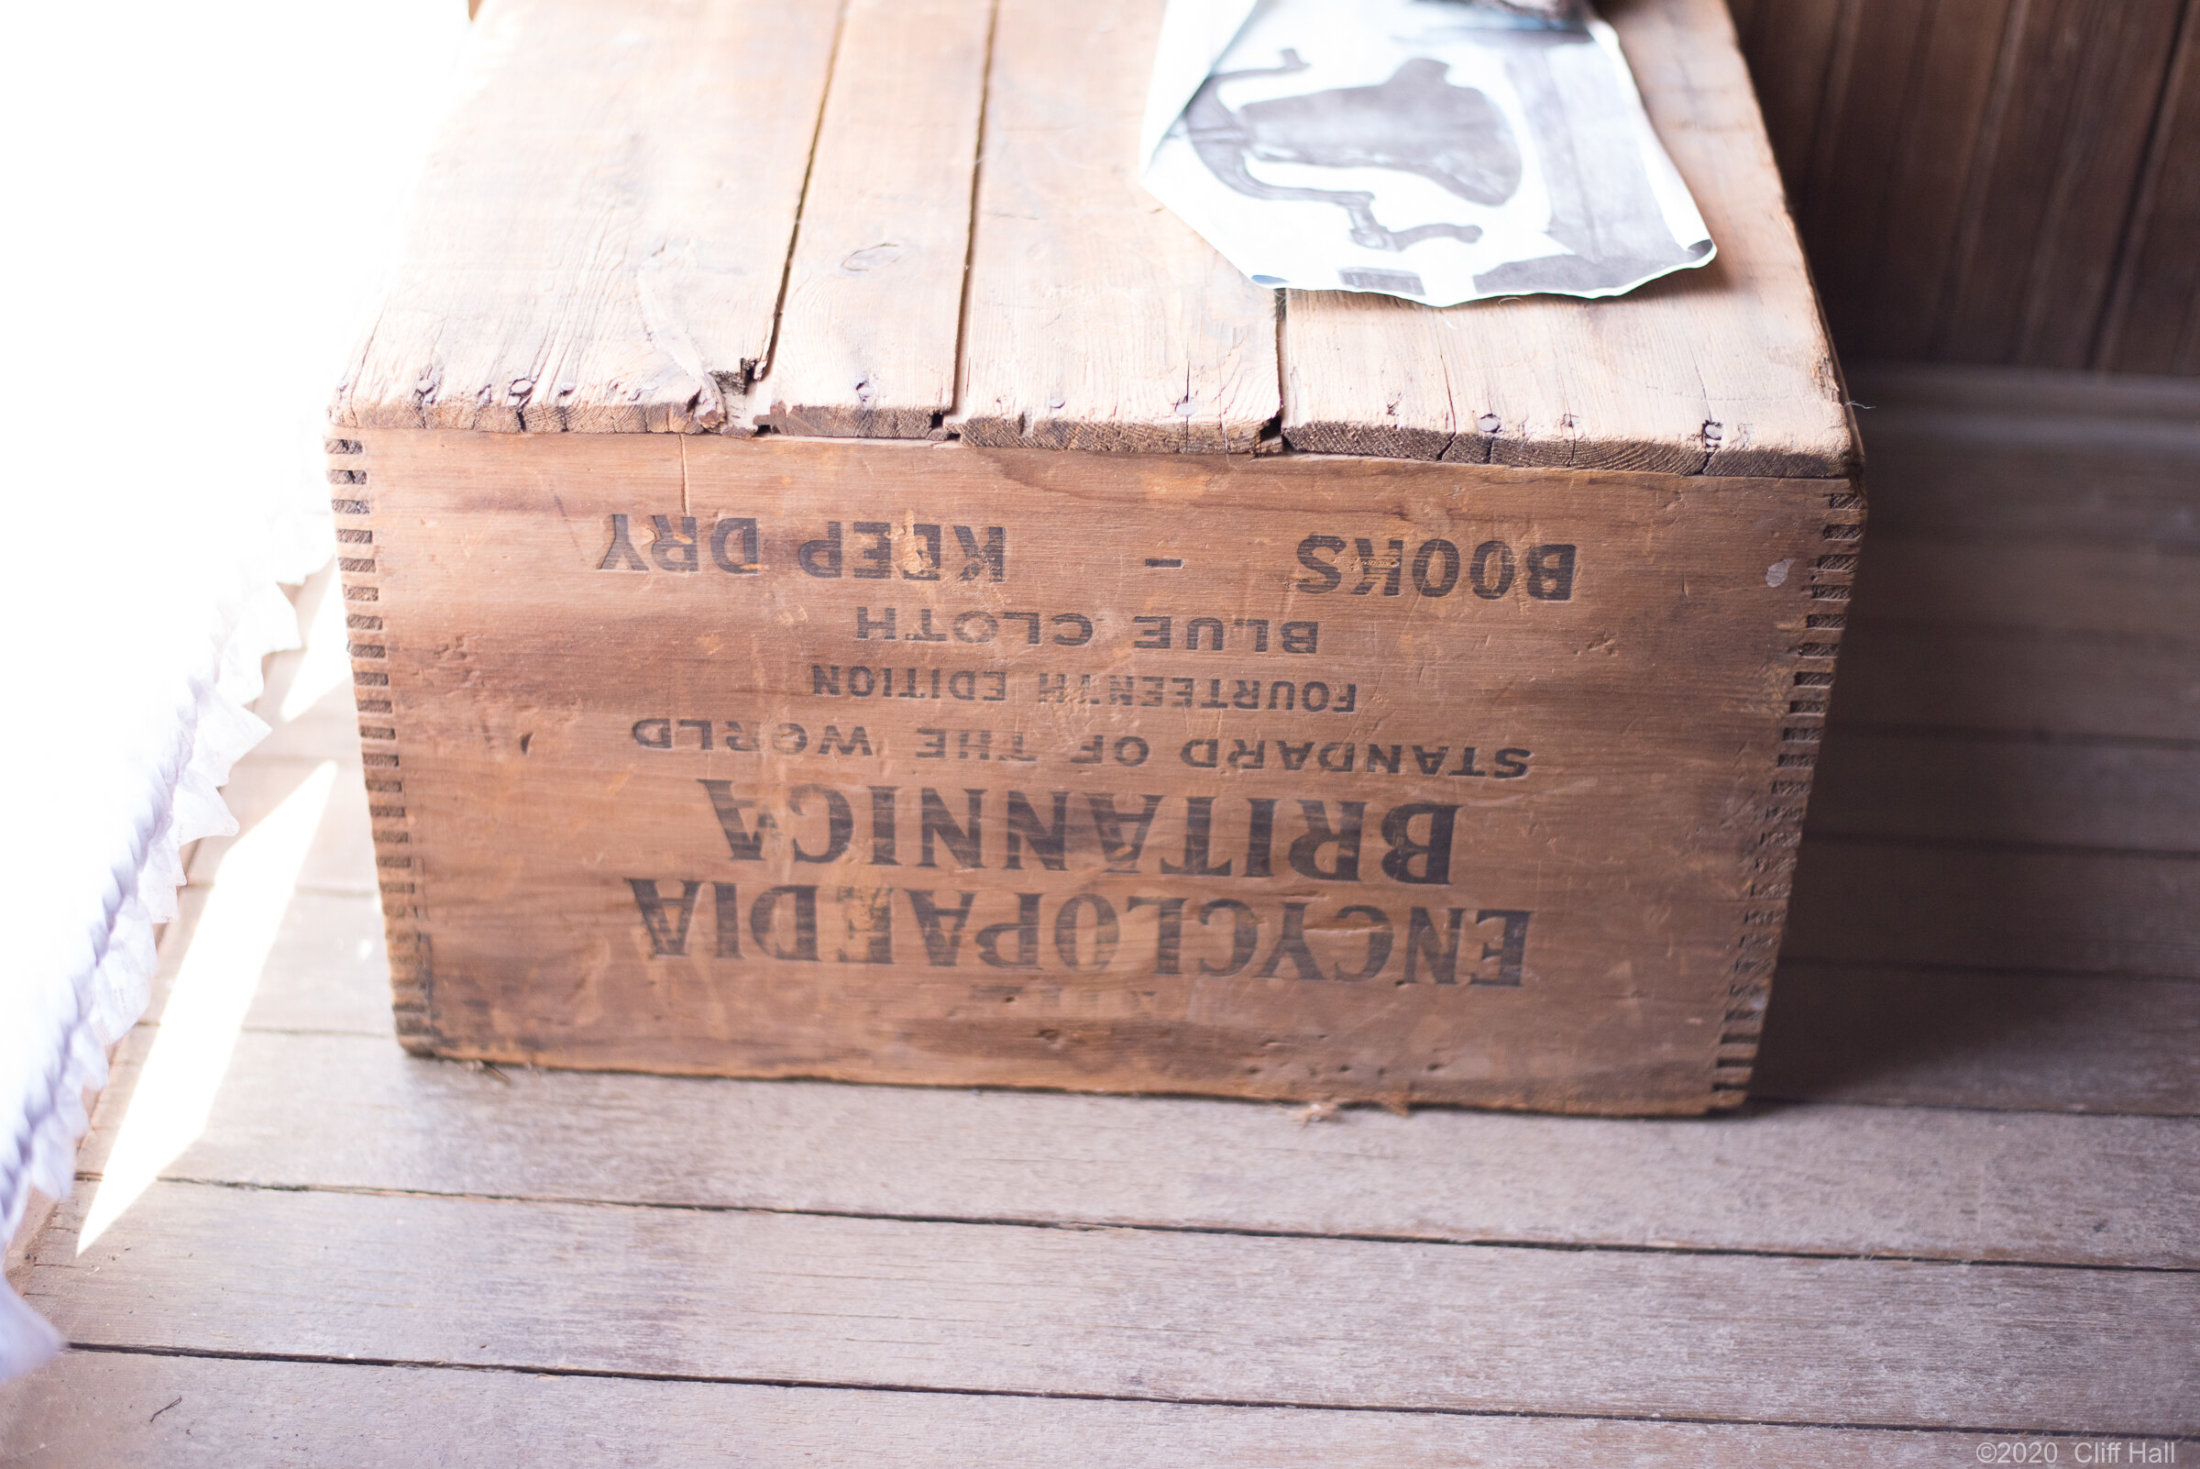 ENCYCLOPAEDIA
BRITANNICA
STANDARD OF THE WORLD
FOURTEENTH EDITION
BLUE CLOTH
BOOKS - KEEP DRY
©2020 Cliff Hall